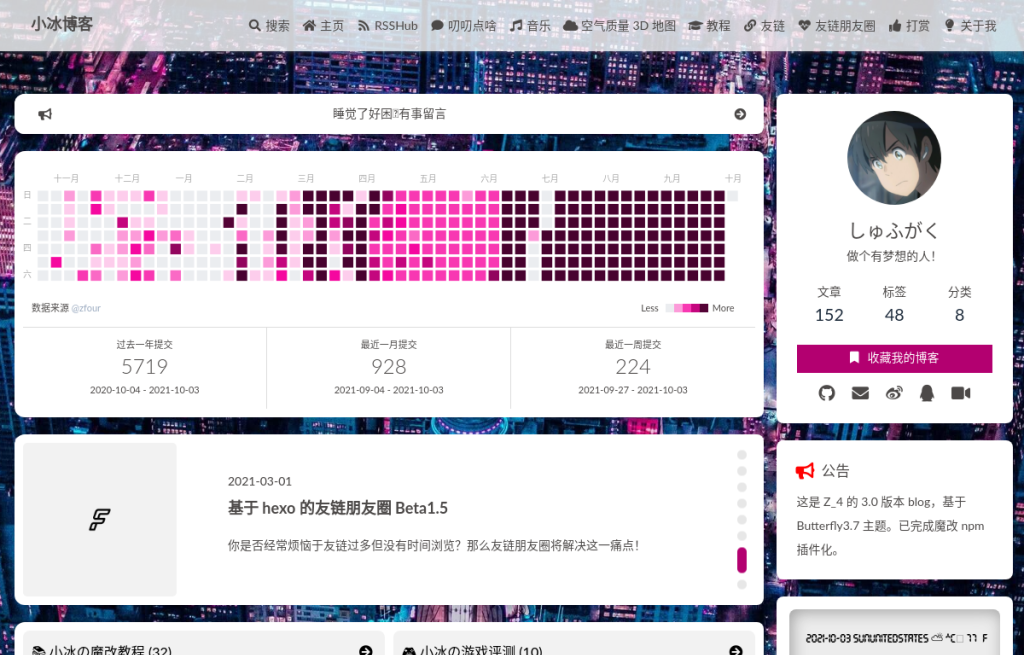 小冰博客
搜索 主页 RSSHub 叨叨点啥 音乐 空气质量 3D 地图 教程 友链 友链朋友圈 打赏 关于我
睡觉了好困 有事留言
十一月 十二月 一月 二月 三月 四月 五月 六月 七月 八月 九月 十月
日
二
四
六
数据来源 @zfour
Less More
过去一年提交
5719
2020-10-04 - 2021-10-03
最近一月提交
928
2021-09-04 - 2021-10-03
最近一周提交
224
2021-09-27 - 2021-10-03
2021-03-01
基于 hexo 的友链朋友圈 Beta1.5
你是否经常烦恼于友链过多但没有时间浏览？那么友链朋友圈将解决这一痛点！
小冰の魔改教程 (32)
小冰の游戏评测 (10)
しゅふがく
做个有梦想的人！
文章 标签 分类
152 48 8
收藏我的博客
公告
这是 Z_4 的 3.0 版本 blog，基于
Butterfly3.7 主题。已完成魔改 npm
插件化。
2021-10-03 SUNUNITEDSTATES